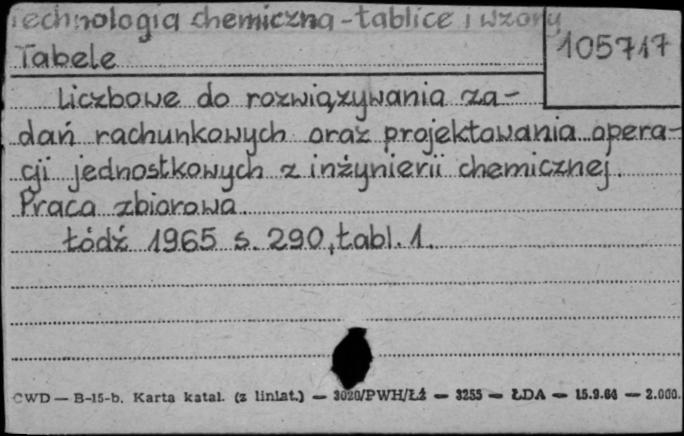 Technologia chemiczna - tablice i wzory
105717
Tabele
Liczbowe do rozwiązywania za-
dań rachunkowych oraz projektowania opera-
cji jednostkowych z inżynierii chemicznej.
Praca zbiorowa.
Łódź 1965 s. 290, tabl. 1.
CWD — B-15-b. Karta katal. (z liniat.) — 3020/PWH/Łż — 3255 — ŁDA — 15.9.64 — 2.000.